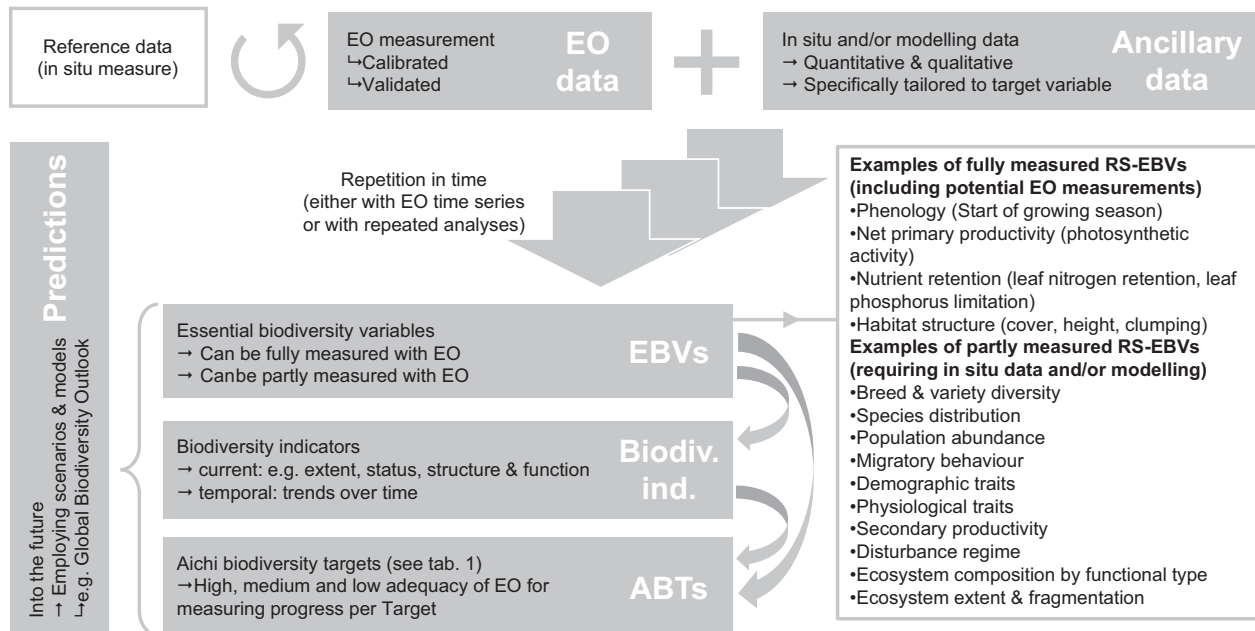 Reference data
(in situ measure)
EO measurement
↳Calibrated
↳Validated
EO
data
In situ and/or modelling data
→ Quantitative & qualitative
→ Specifically tailored to target variable
Ancillary
data
Repetition in time
(either with EO time series
or with repeated analyses)
Predictions
Into the future
→ Employing scenarios & models
↳e.g. Global Biodiversity Outlook
Essential biodiversity variables
→ Can be fully measured with EO
→ Canbe partly measured with EO
EBVs
Biodiversity indicators
→ current: e.g. extent, status, structure & function
→ temporal: trends over time
Biodiv.
ind.
Aichi biodiversity targets (see tab. 1)
→High, medium and low adequacy of EO for
measuring progress per Target
ABTs
Examples of fully measured RS-EBVs
(including potential EO measurements)
•Phenology (Start of growing season)
•Net primary productivity (photosynthetic
activity)
•Nutrient retention (leaf nitrogen retention, leaf
phosphorus limitation)
•Habitat structure (cover, height, clumping)
Examples of partly measured RS-EBVs
(requiring in situ data and/or modelling)
•Breed & variety diversity
•Species distribution
•Population abundance
•Migratory behaviour
•Demographic traits
•Physiological traits
•Secondary productivity
•Disturbance regime
•Ecosystem composition by functional type
•Ecosystem extent & fragmentation